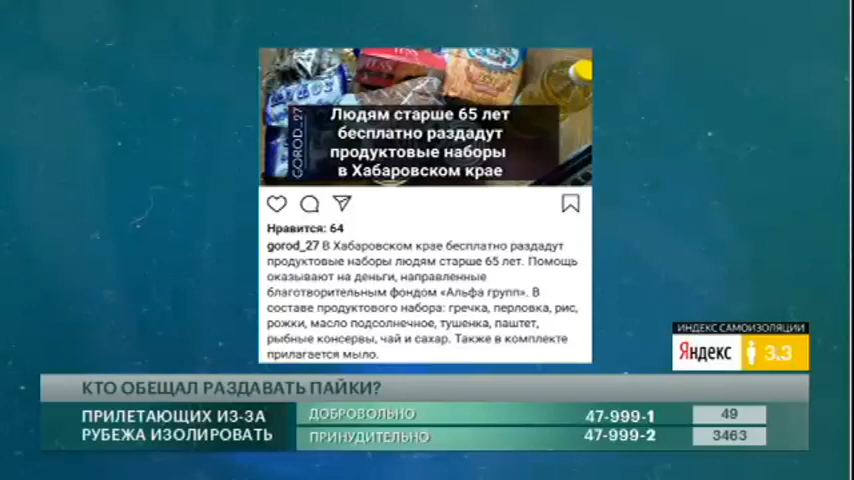 GOROD_27
Людям старше 65 лет
бесплатно раздадут
продуктовые наборы
в Хабаровском крае
Нравится: 64
gorod_27 В Хабаровском крае бесплатно раздадут
продуктовые наборы людям старше 65 лет. Помощь
оказывают на деньги, направленные
благотворительным фондом «Альфа групп». В
составе продуктового набора: гречка, перловка, рис,
рожки, масло подсолнечное, тушенка, паштет,
рыбные консервы, чай и сахар. Также в комплекте
прилагается мыло.
ИНДЕКС САМОИЗОЛЯЦИИ
Яндекс 3.3
КТО ОБЕЩАЛ РАЗДАВАТЬ ПАЙКИ?
ПРИЛЕТАЮЩИХ ИЗ-ЗА
РУБЕЖА ИЗОЛИРОВАТЬ
ДОБРОВОЛЬНО 47-999-1 49
ПРИНУДИТЕЛЬНО 47-999-2 3463